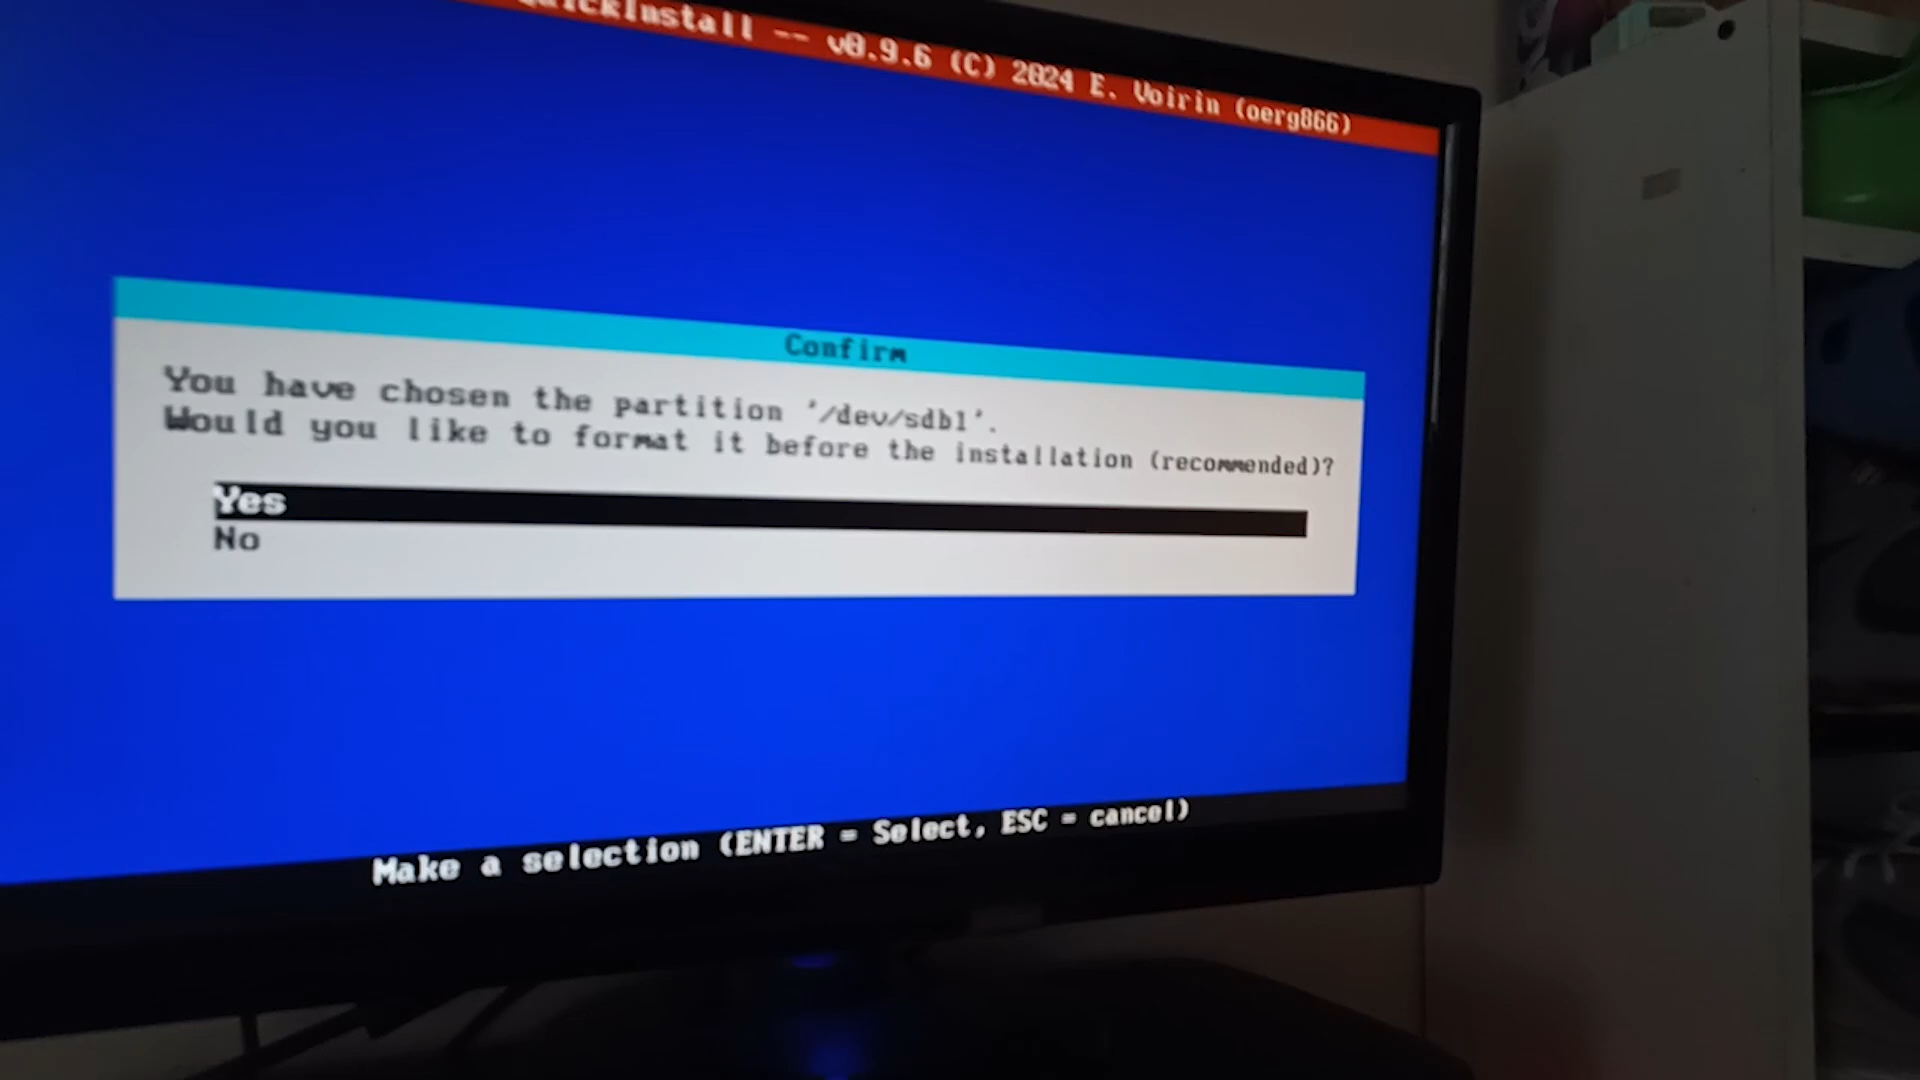 QuickInstall -- v0.9.6 (C) 2024 E. Voirin (oerg866)
Confirm
You have chosen the partition '/dev/sdb1'.
Would you like to format it before the installation (recommended)?
Yes
No
Make a selection (ENTER = Select, ESC = cancel)